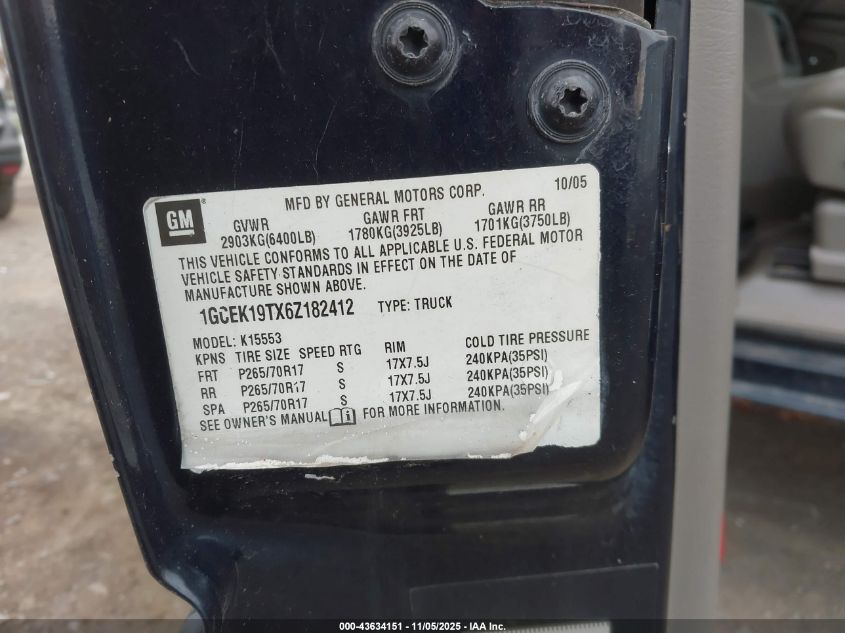 MFD BY GENERAL MOTORS CORP. 10/05
GM
GVWR GAWR FRT GAWR RR
2903KG(6400LB) 1780KG(3925LB) 1701KG(3750LB)
THIS VEHICLE CONFORMS TO ALL APPLICABLE U.S. FEDERAL MOTOR
VEHICLE SAFETY STANDARDS IN EFFECT ON THE DATE OF
MANUFACTURE SHOWN ABOVE.
1GCEK19TX6Z182412 TYPE: TRUCK
MODEL: K15553
KPNS TIRE SIZE SPEED RTG RIM COLD TIRE PRESSURE
FRT P265/70R17 S 17X7.5J 240KPA(35PSI)
RR P265/70R17 S 17X7.5J 240KPA(35PSI)
SPA P265/70R17 S 17X7.5J 240KPA(35PSI)
SEE OWNER'S MANUAL FOR MORE INFORMATION.
000-43634151 - 11/05/2025 - IAA Inc.